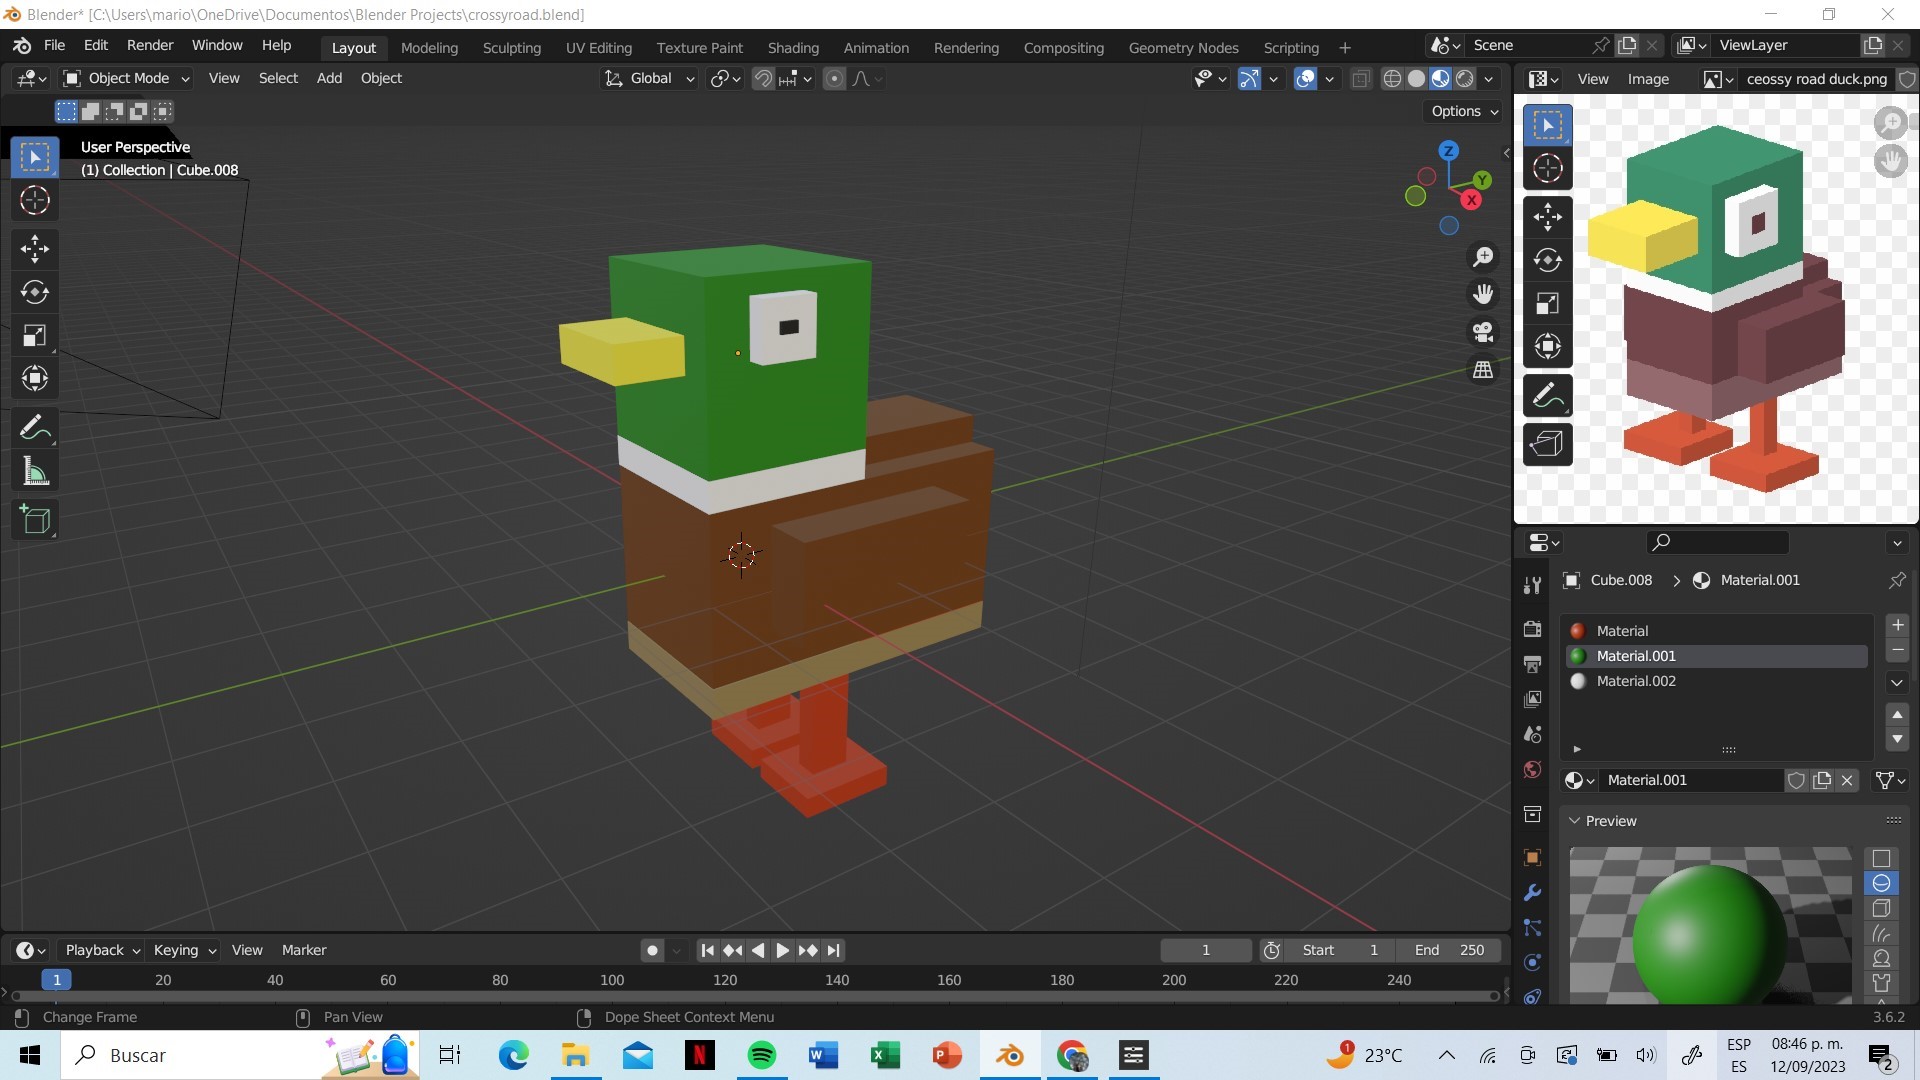 Blender* [C:\Users\mario\OneDrive\Documentos\Blender Projects\crossyroad.blend]
File Edit Render Window Help Layout Modeling Sculpting UV Editing Texture Paint Shading Animation Rendering Compositing Geometry Nodes Scripting + Scene ViewLayer
Object Mode View Select Add Object Global View Image ceossy road duck.png
Options
User Perspective
(1) Collection | Cube.008
Z
Y
X
Cube.008 > Material.001
Material
Material.001
Material.002
Material.001
Preview
Playback Keying View Marker 1 Start 1 End 250
1 20 40 60 80 100 120 140 160 180 200 220 240
Change Frame Pan View Dope Sheet Context Menu 3.6.2
Buscar N W X P 1 23°C ESP 08:46 p. m.
ES 12/09/2023 2